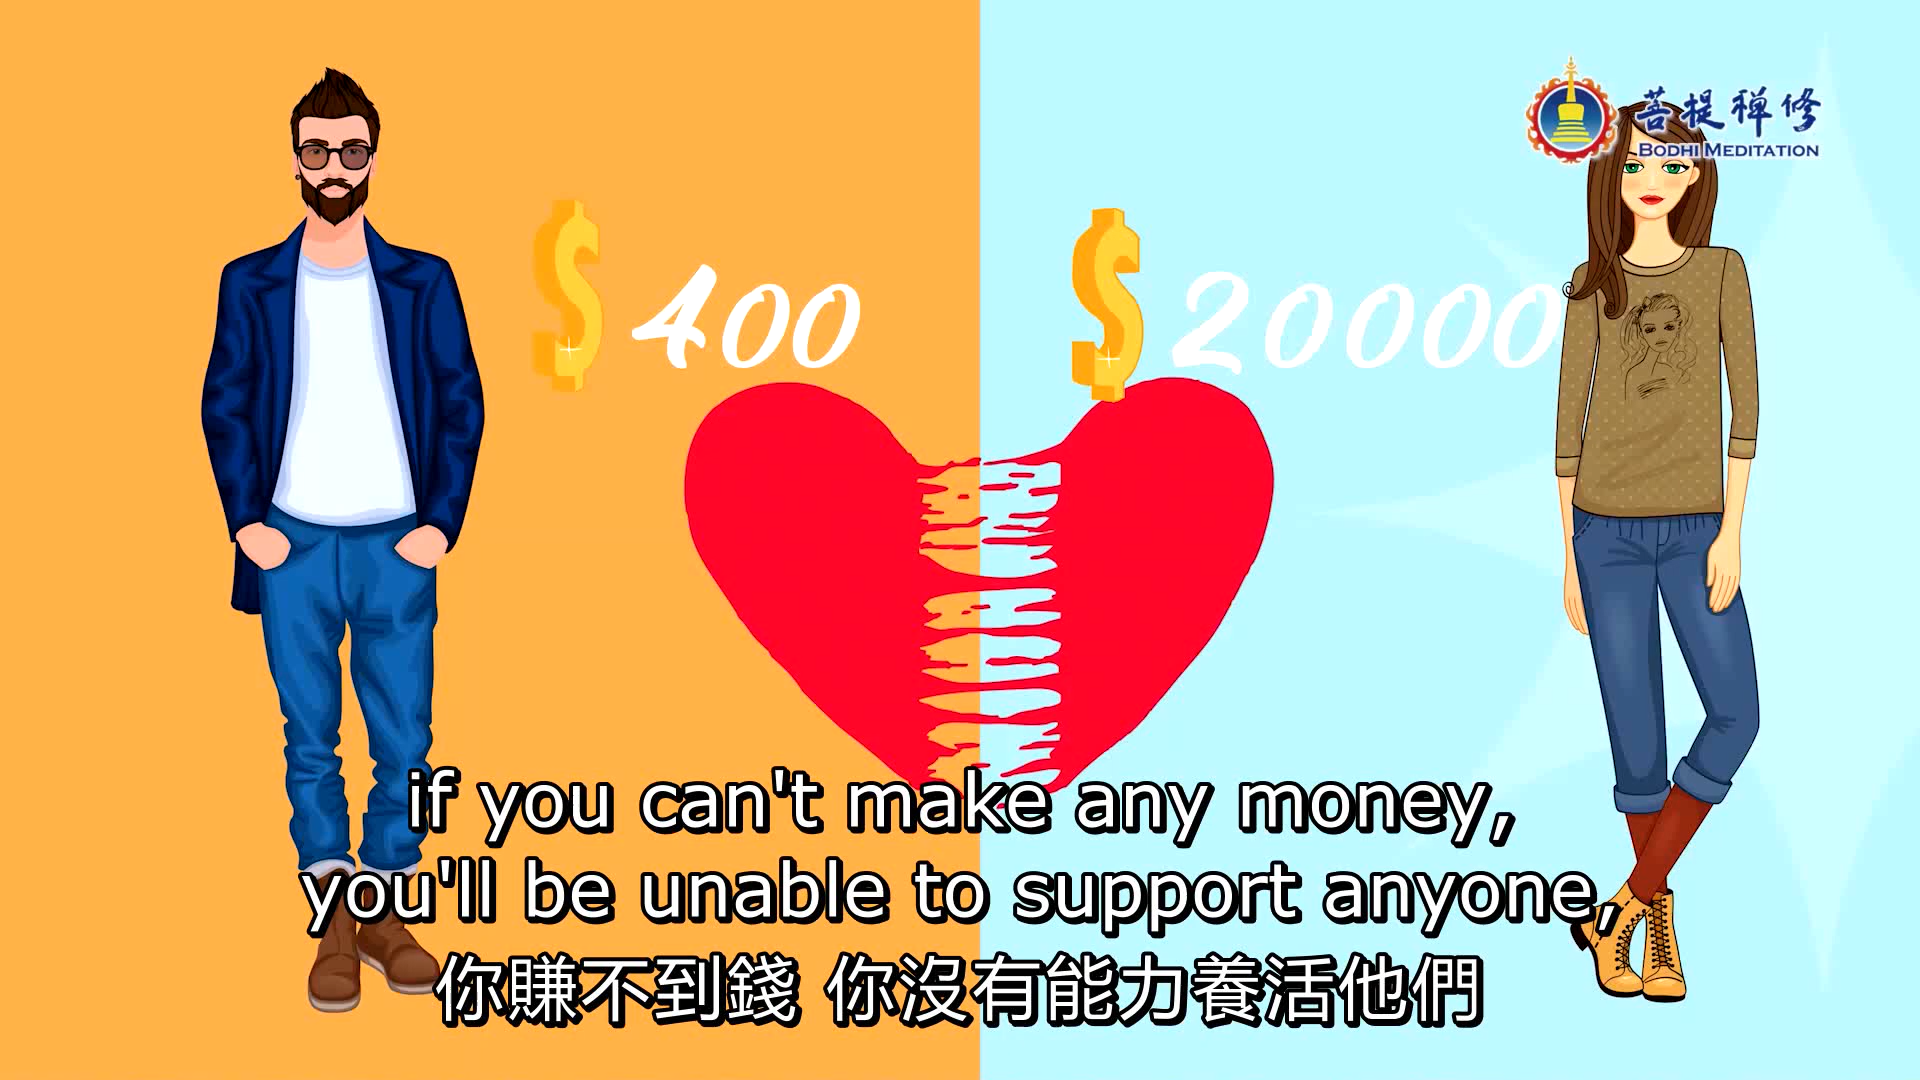 菩提禪修
BODHI MEDITATION
$ 400
$ 20000
if you can't make any money,
you'll be unable to support anyone,
你賺不到錢 你沒有能力養活他們